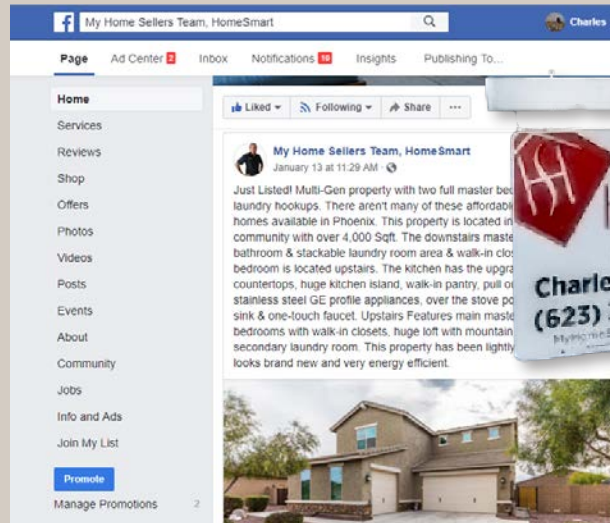 My Home Sellers Team, HomeSmart
Charles
Page Ad Center 2 Inbox Notifications 10 Insights Publishing To...
Home
Services
Reviews
Shop
Offers
Photos
Videos
Posts
Events
About
Community
Jobs
Info and Ads
Join My List
Promote
Manage Promotions 2
Liked Following Share ...
My Home Sellers Team, HomeSmart
January 13 at 11:29 AM ·
Just Listed! Multi-Gen property with two full master
laundry hookups. There aren't many of these affordable
homes available in Phoenix. This property is located in
community with over 4,000 Sqft. The downstairs maste
bathroom & stackable laundry room area & walk-in clos
bedroom is located upstairs. The kitchen has the upgra
countertops, huge kitchen island, walk-in pantry, pull o
stainless steel GE profile appliances, over the stove po
sink & one-touch faucet. Upstairs Features main maste
bedrooms with walk-in closets, huge loft with mountain
secondary laundry room. This property has been lightly
looks brand new and very energy efficient.
Charle
(623)